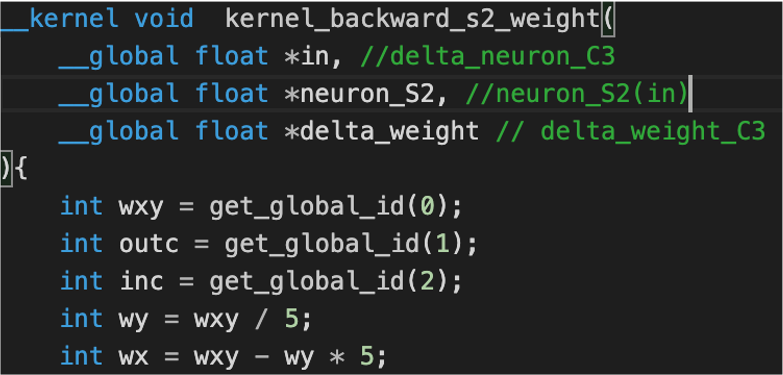 __kernel void  kernel_backward_s2_weight(
    __global float *in, //delta_neuron_C3
    __global float *neuron_S2, //neuron_S2(in)
    __global float *delta_weight // delta_weight_C3
){
    int wxy = get_global_id(0);
    int outc = get_global_id(1);
    int inc = get_global_id(2);
    int wy = wxy / 5;
    int wx = wxy - wy * 5;